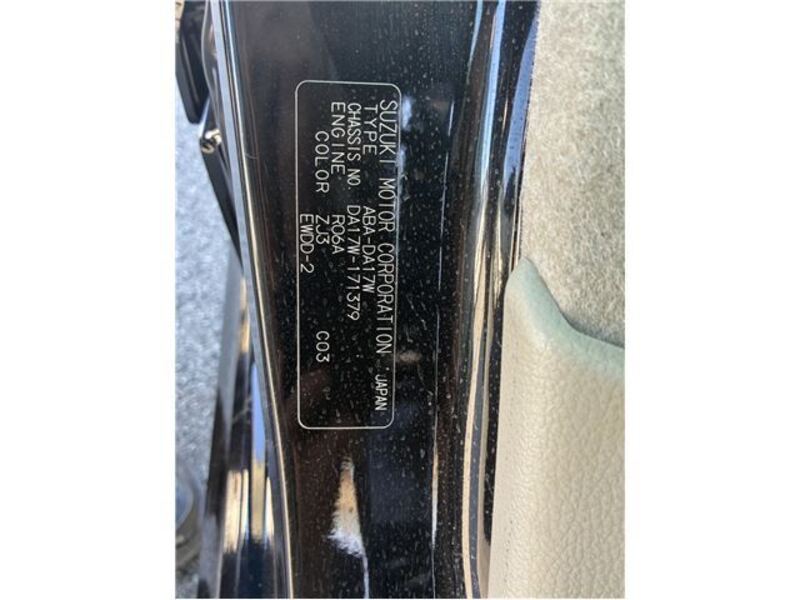 SUZUKI MOTOR CORPORATION JAPAN
TYPE ABA-DA17W
CHASSIS NO. DA17W-171379
ENGINE R06A
COLOR ZJ3 C03
EWDD-2